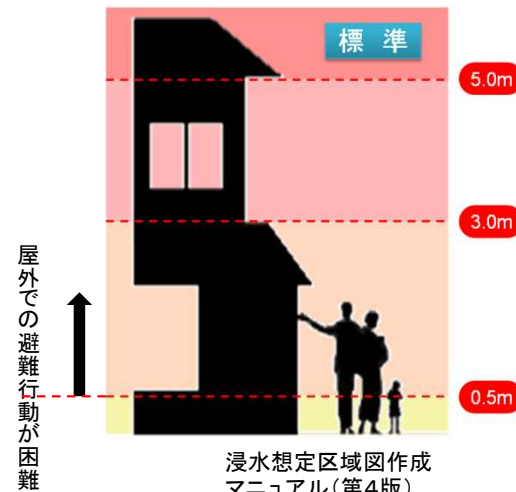 標 準
5.0m
3.0m
屋外での避難行動が困難
0.5m
浸水想定区域図作成
マニュアル(第4版)